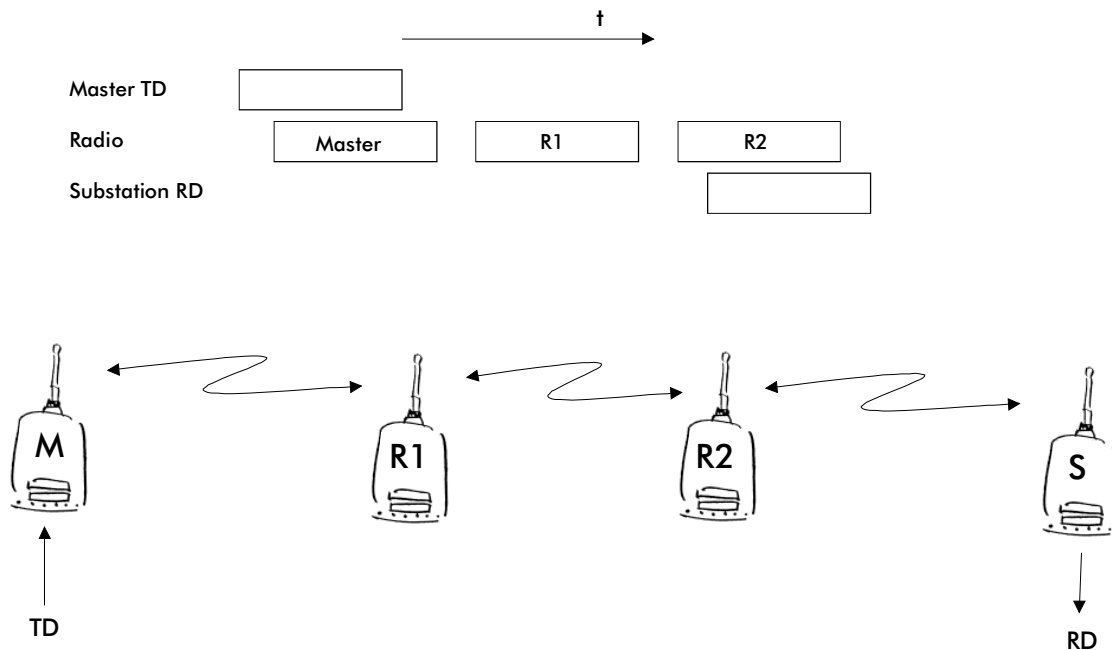 t
Master TD
Radio Master R1 R2
Substation RD
M R1 R2 S
TD RD